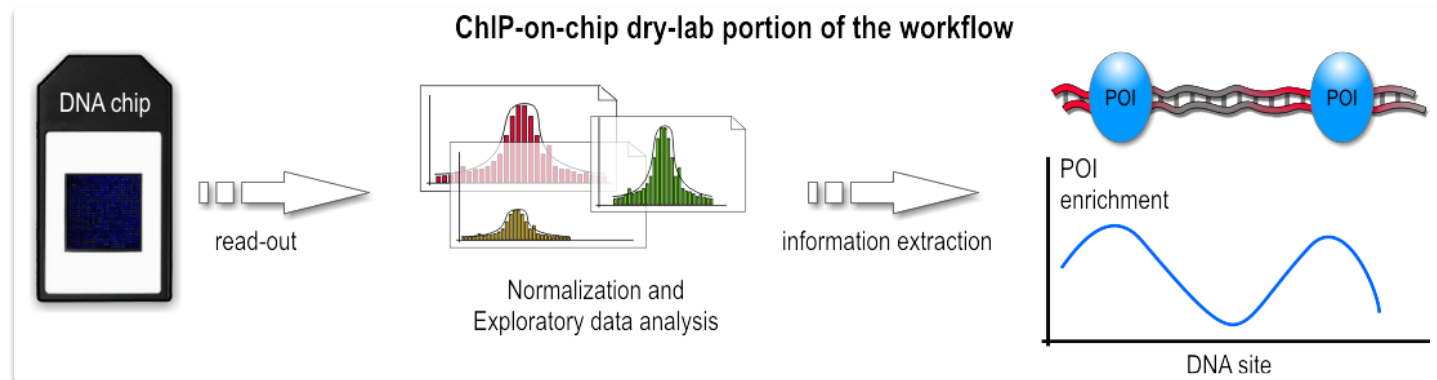 ChIP-on-chip dry-lab portion of the workflow
DNA chip
read-out
Normalization and
Exploratory data analysis
information extraction
POI
POI
POI
enrichment
DNA site